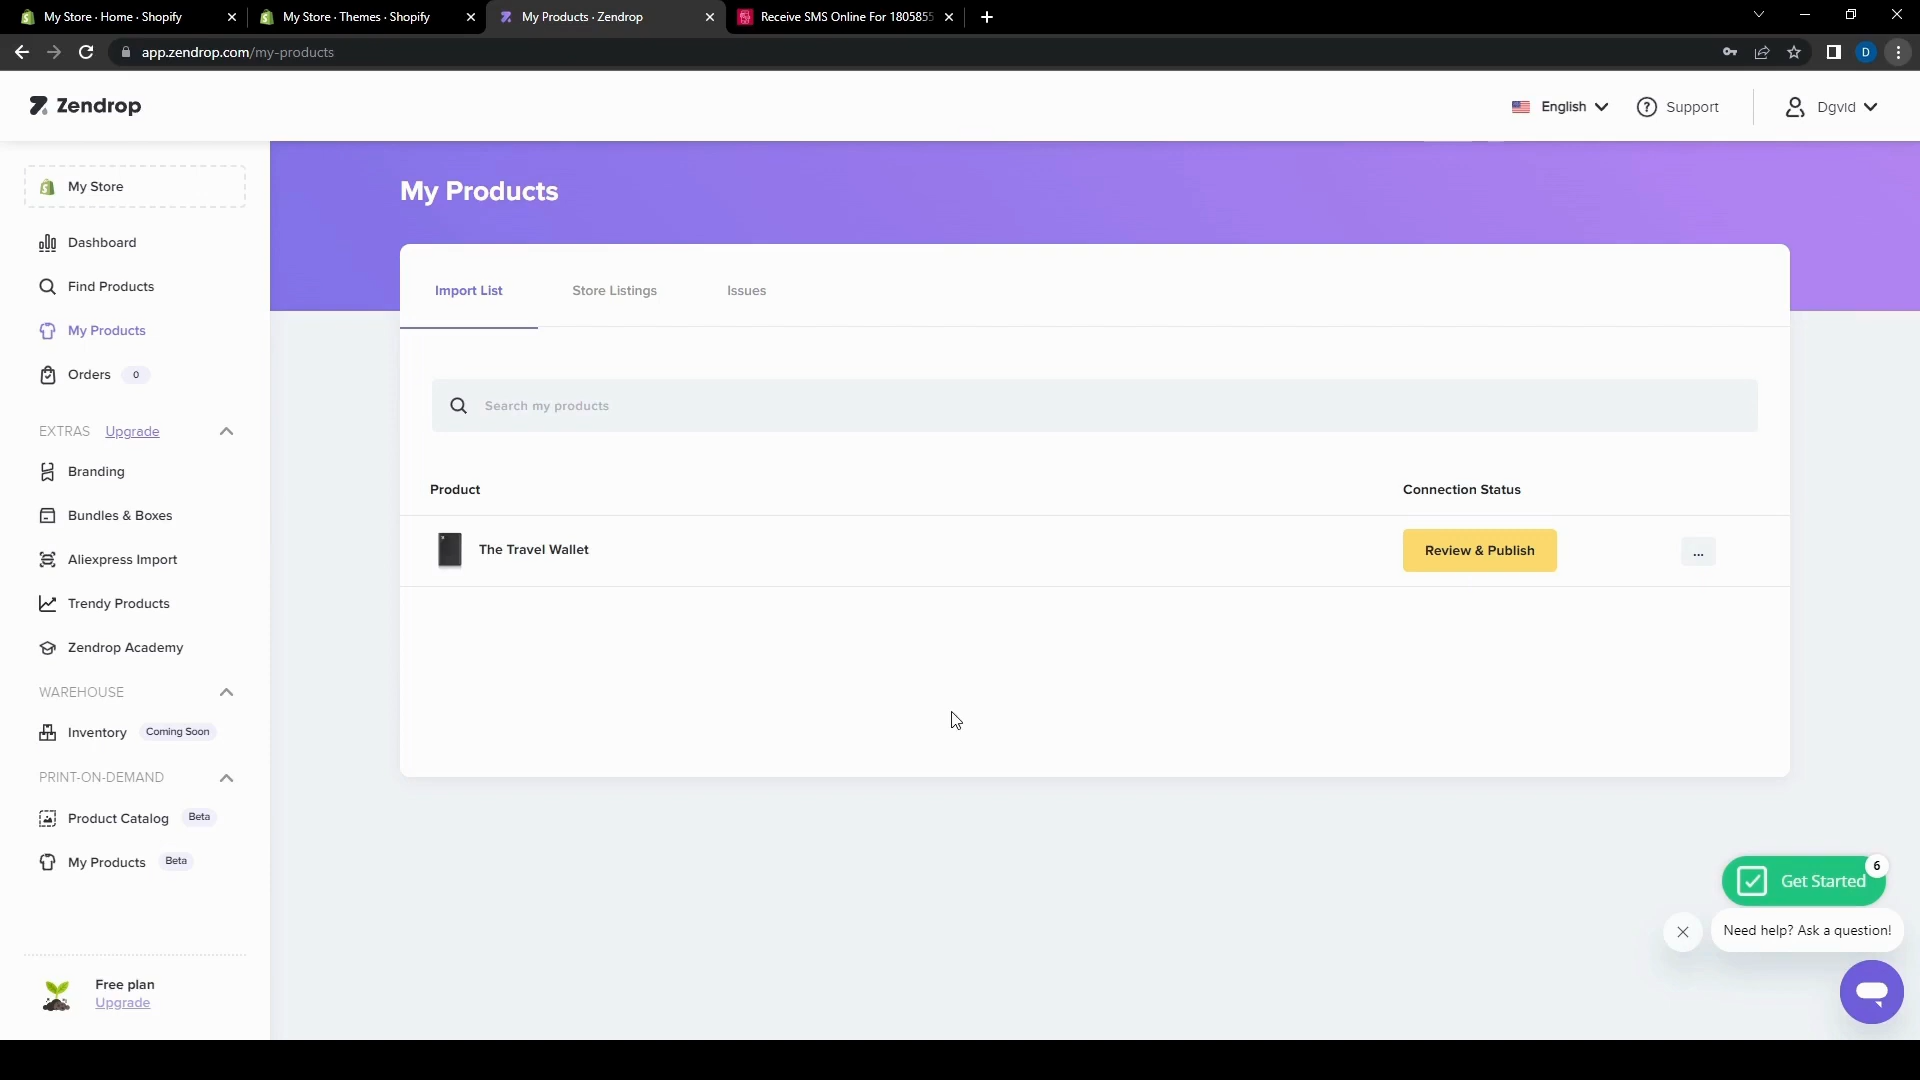 My Store · Home · Shopify
My Store · Themes · Shopify
My Products · Zendrop
Receive SMS Online For 1805855
app.zendrop.com/my-products
D
Zendrop
English
Support
Dgvid
My Store
Dashboard
Find Products
My Products
Orders 0
EXTRAS Upgrade
Branding
Bundles & Boxes
Aliexpress Import
Trendy Products
Zendrop Academy
WAREHOUSE
Inventory Coming Soon
PRINT-ON-DEMAND
Product Catalog Beta
My Products Beta
Free plan
Upgrade
My Products
Import List
Store Listings
Issues
Search my products
Product
Connection Status
The Travel Wallet
Review & Publish
...
6
Get Started
Need help? Ask a question!